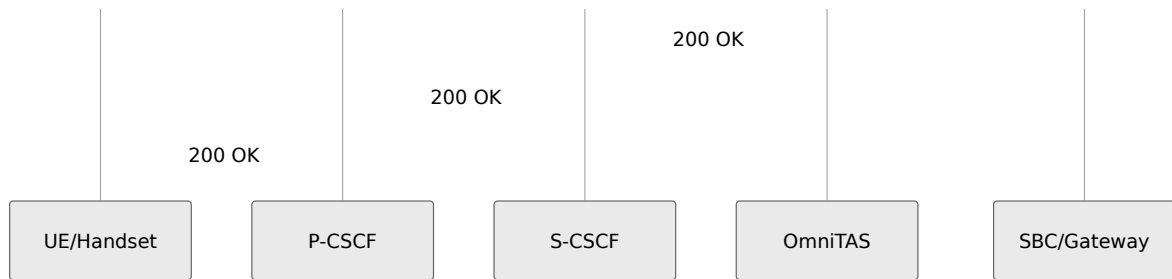 200 OK
200 OK
200 OK
UE/Handset
P-CSCF
S-CSCF
OmniTAS
SBC/Gateway